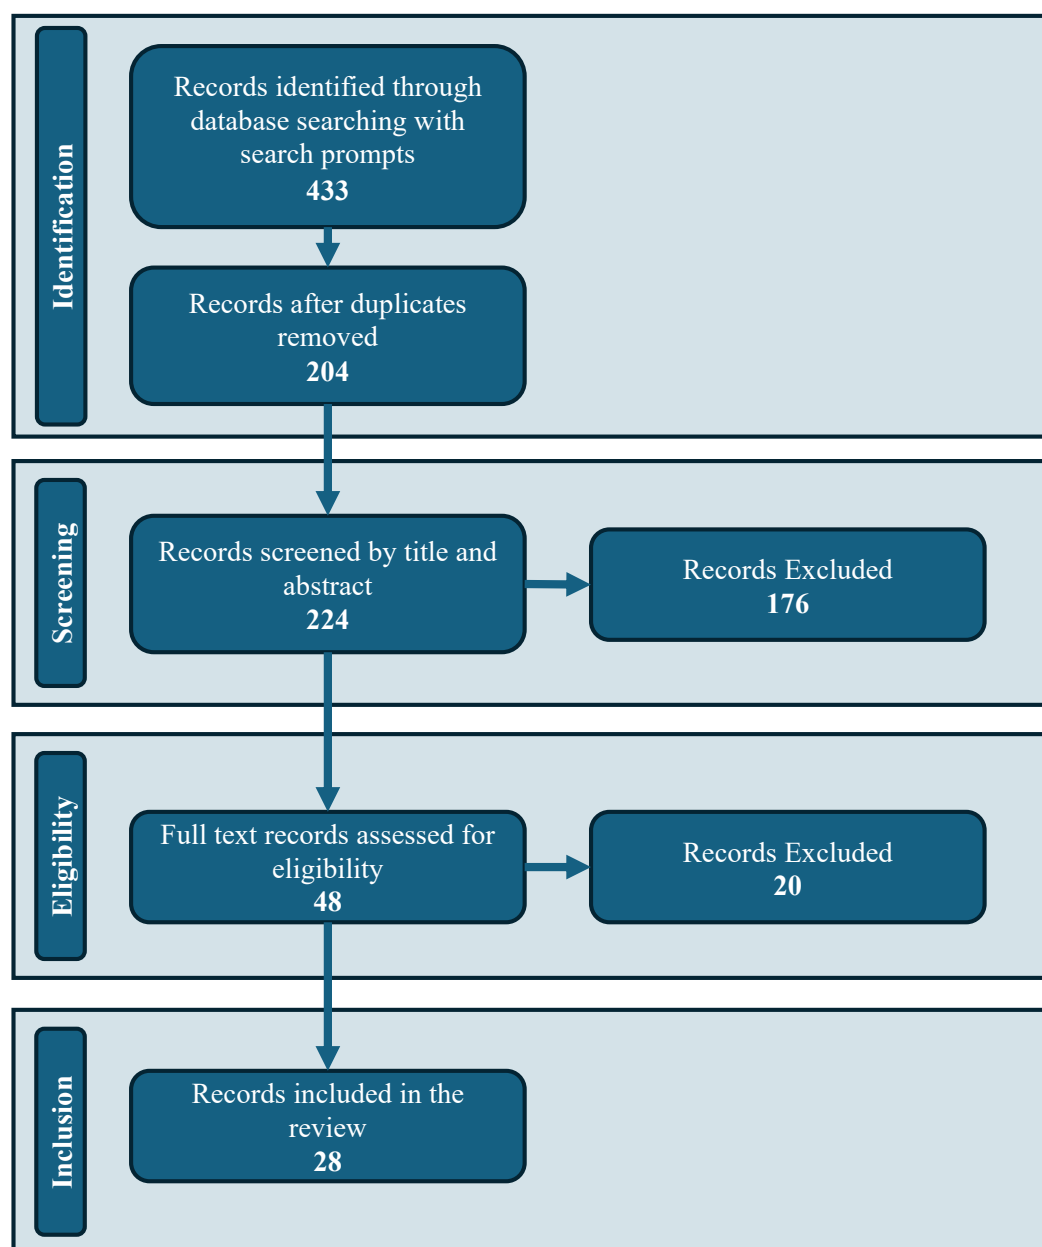 Identification
Records identified through
database searching with
search prompts
433
Records after duplicates
removed
204
Screening
Records screened by title and
abstract
224
Records Excluded
176
Eligibility
Full text records assessed for
eligibility
48
Records Excluded
20
Inclusion
Records included in the
review
28